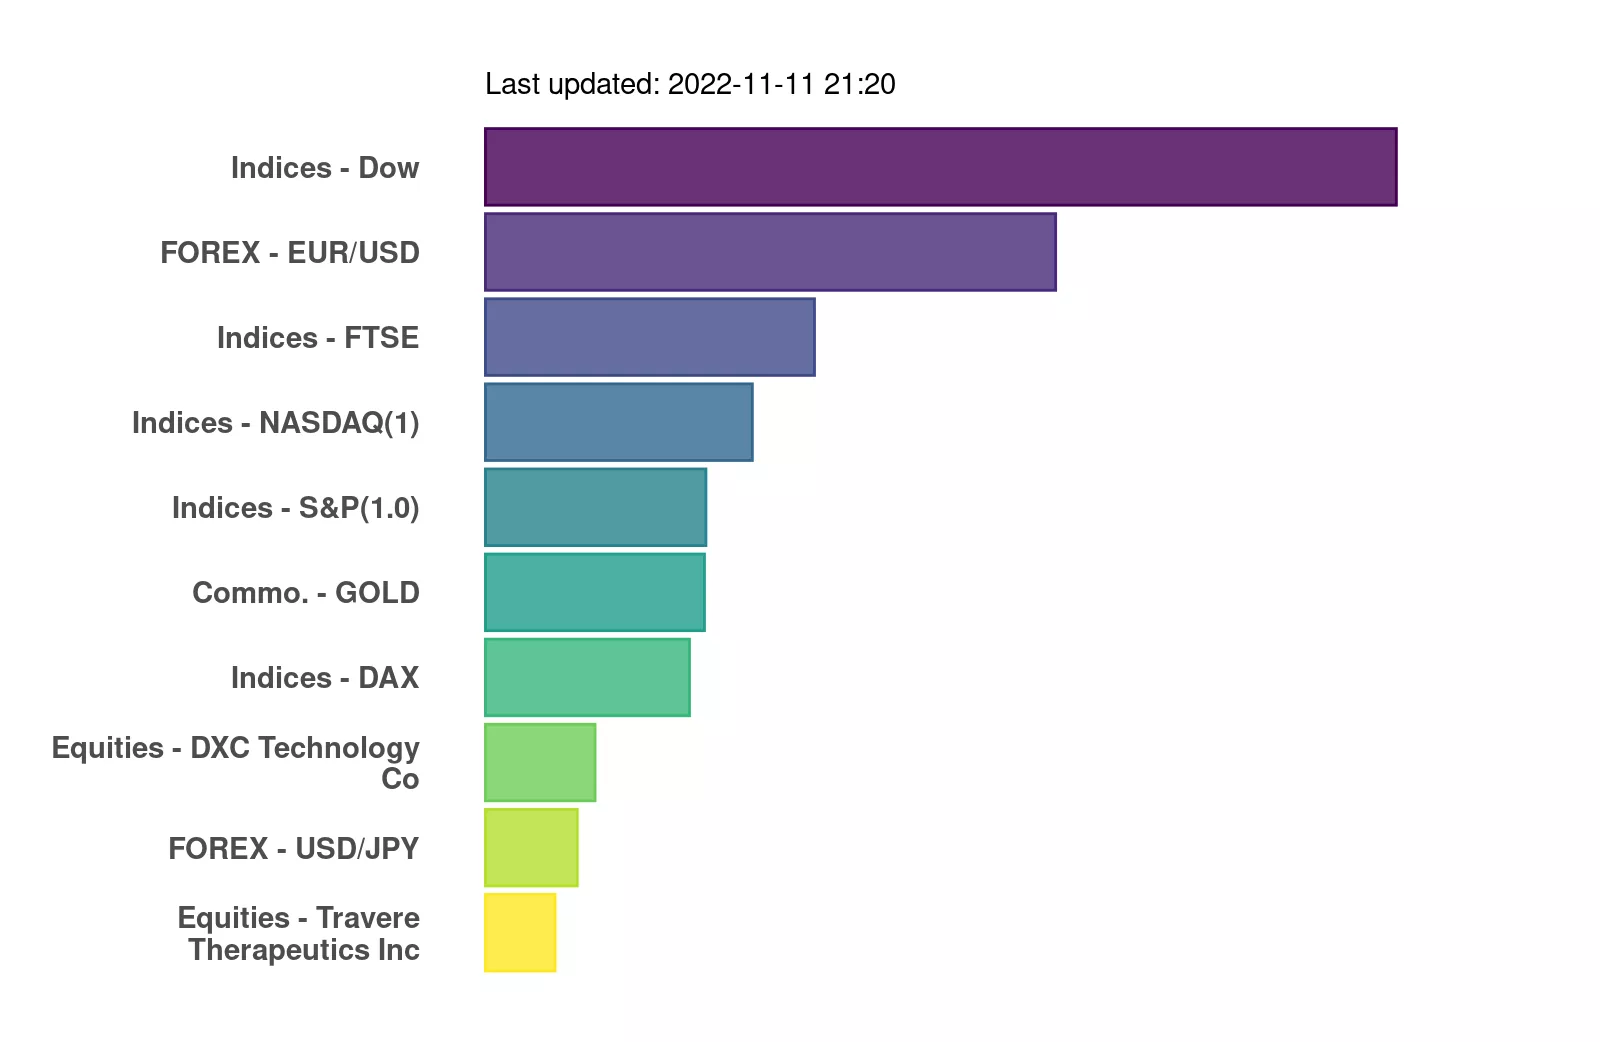 Last updated: 2022-11-11 21:20
Indices - Dow
FOREX - EUR/USD
Indices - FTSE
Indices - NASDAQ(1)
Indices - S&P(1.0)
Commo. - GOLD
Indices - DAX
Equities - DXC Technology
Co
FOREX - USD/JPY
Equities - Travere
Therapeutics Inc